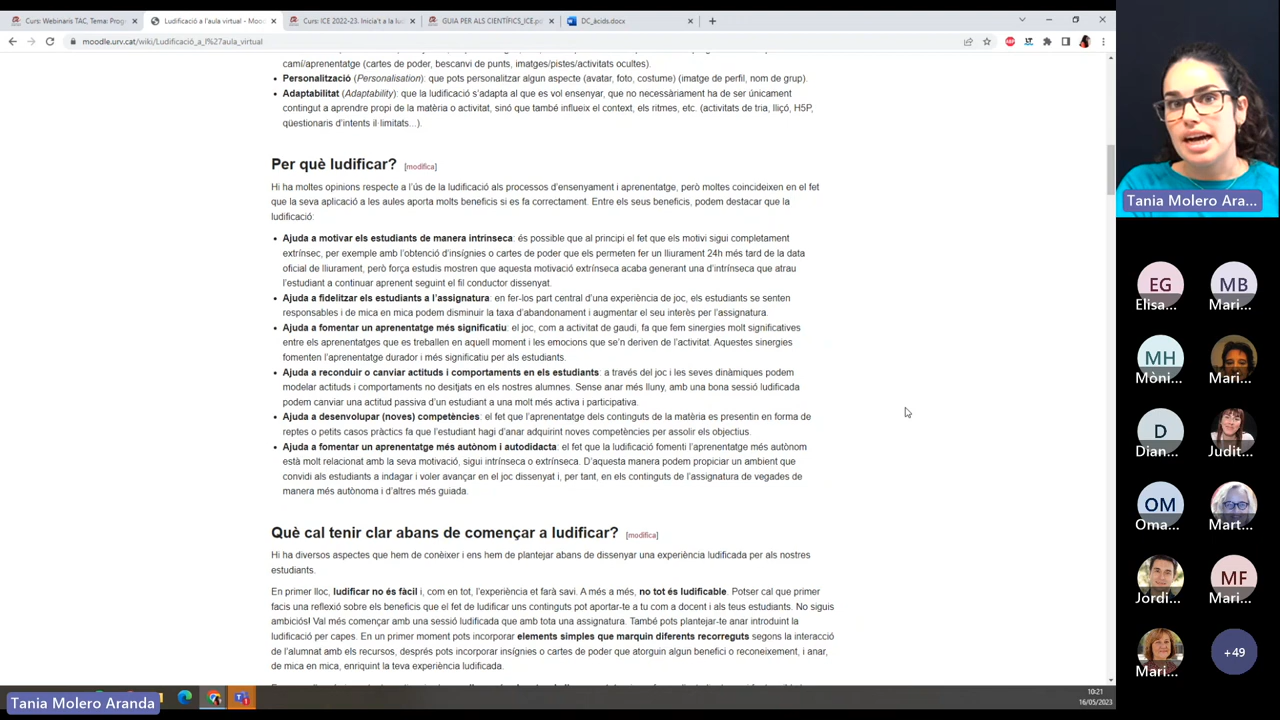 Curs: Webinaris TAC, Tema: Prog
Ludificació a l'aula virtual - Moo
Curs: ICE 2022-23. Inicia't a la lu
GUIA PER ALS CIENTÍFICS_ICE.pd
DC_àcids.docx
moodle.urv.cat/wiki/Ludificació_a_l%27aula_virtual
camí/aprenentatge (cartes de poder, bescanvi de punts, imatges/pistes/activitats ocultes).
Personalització (Personalisation): que pots personalitzar algun aspecte (avatar, foto, costume) (imatge de perfil, nom de grup).
Adaptabilitat (Adaptability): que la ludificació s'adapta al que es vol ensenyar, que no necessàriament ha de ser únicament
contingut a aprendre propi de la matèria o activitat, sinó que també influeix el context, els ritmes, etc. (activitats de tria, lliçó, H5P,
qüestionaris d'intents il·limitats...).
Per què ludificar? [modifica]
Hi ha moltes opinions respecte a l'ús de la ludificació als processos d'ensenyament i aprenentatge, però moltes coincideixen en el fet
que la seva aplicació a les aules aporta molts beneficis si es fa correctament. Entre els seus beneficis, podem destacar que la
ludificació:
Ajuda a motivar els estudiants de manera intrínseca: és possible que al principi el fet que els motivi sigui completament
extrínsec, per exemple amb l'obtenció d'insígnies o cartes de poder que els permeten fer un lliurament 24h més tard de la data
oficial de lliurament, però força estudis mostren que aquesta motivació extrínseca acaba generant una d'intrínseca que atrau
l'estudiant a continuar aprenent seguint el fil conductor dissenyat.
Ajuda a fidelitzar els estudiants a l'assignatura: en fer-los part central d'una experiència de joc, els estudiants se senten
responsables i de mica en mica podem disminuir la taxa d'abandonament i augmentar el seu interès per l'assignatura.
Ajuda a fomentar un aprenentatge més significatiu: el joc, com a activitat de gaudi, fa que fem sinergies molt significatives
entre els aprenentatges que es treballen en aquell moment i les emocions que se'n deriven de l'activitat. Aquestes sinergies
fomenten l'aprenentatge durador i més significatiu per als estudiants.
Ajuda a reconduir o canviar actituds i comportaments en els estudiants: a través del joc i les seves dinàmiques podem
modelar actituds i comportaments no desitjats en els nostres alumnes. Sense anar més lluny, amb una bona sessió ludificada
podem canviar una actitud passiva d'un estudiant a una molt més activa i participativa.
Ajuda a desenvolupar (noves) competències: el fet que l'aprenentatge dels continguts de la matèria es presentin en forma de
reptes o petits casos pràctics fa que l'estudiant hagi d'anar adquirint noves competències per assolir els objectius.
Ajuda a fomentar un aprenentatge més autònom i autodidacta: el fet que la ludificació fomenti l'aprenentatge més autònom
està molt relacionat amb la seva motivació, sigui intrínseca o extrínseca. D'aquesta manera podem propiciar un ambient que
convidi als estudiants a indagar i voler avançar en el joc dissenyat i, per tant, en els continguts de l'assignatura de vegades de
manera més autònoma i d'altres més guiada.
Què cal tenir clar abans de començar a ludificar? [modifica]
Hi ha diversos aspectes que hem de conèixer i ens hem de plantejar abans de dissenyar una experiència ludificada per als nostres
estudiants.
En primer lloc, ludificar no és fàcil i, com en tot, l'experiència et farà savi. A més a més, no tot és ludificable. Potser cal que primer
facis una reflexió sobre els beneficis que el fet de ludificar uns continguts pot aportar-te a tu com a docent i als teus estudiants. No siguis
ambiciós! Val més començar amb una sessió ludificada que amb tota una assignatura. També pots plantejar-te anar introduint la
ludificació per capes. En un primer moment pots incorporar elements simples que marquin diferents recorreguts segons la interacció
de l'alumnat amb els recursos, després pots incorporar insígnies o cartes de poder que atorguin algun benefici o reconeixement, i anar,
de mica en mica, enriquint la teva experiència ludificada.
10:21
16/05/2023
Tania Molero Aranda
Tania Molero Ara...
EG
Elisa...
MB
Mari...
MH
Mòni...
Mari...
D
Dian...
Judit...
OM
Oma...
Mart...
Jordi...
MF
Mari...
Mari...
+49